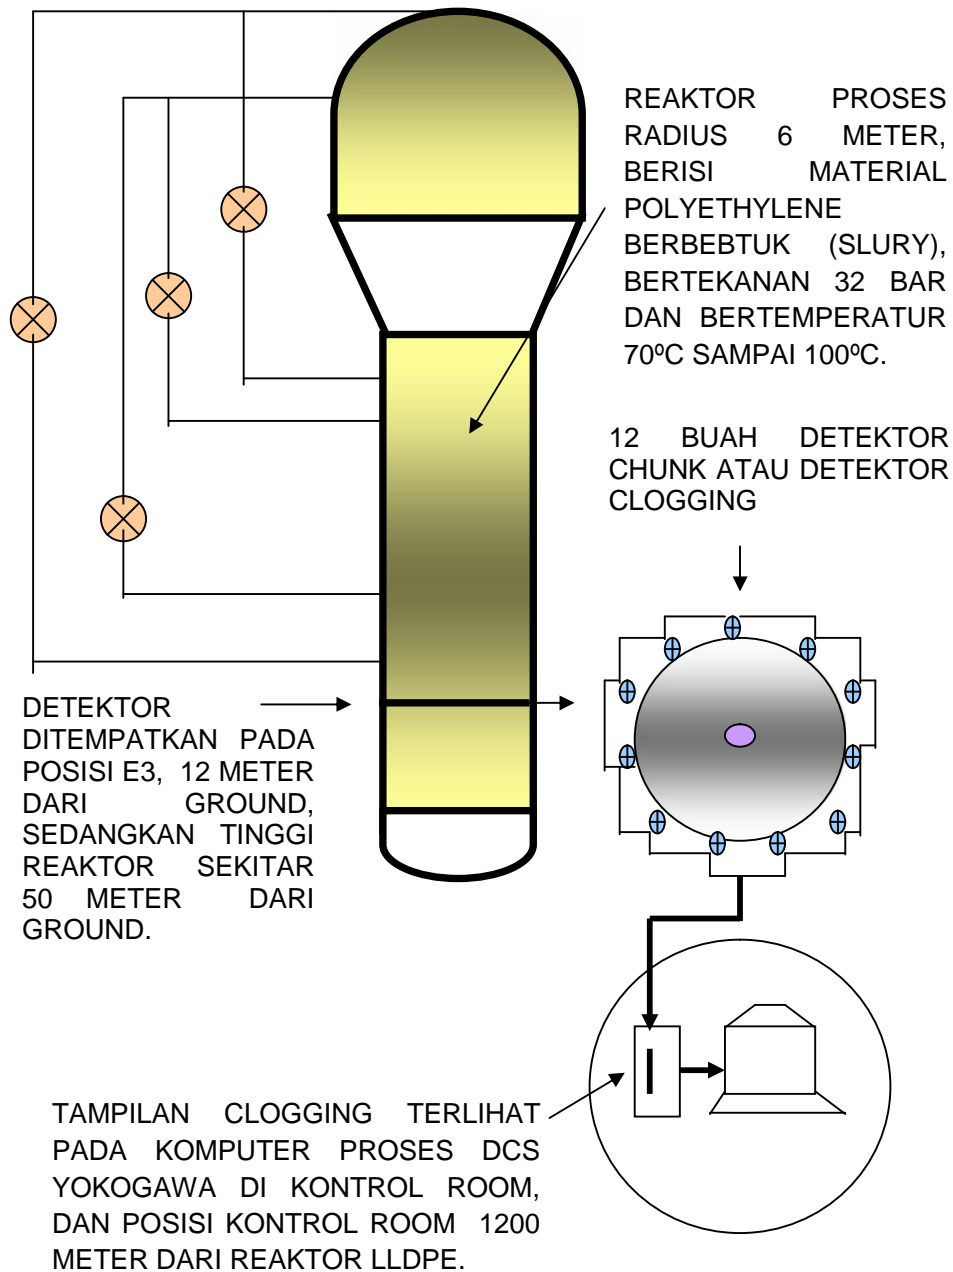 REAKTOR PROSES
RADIUS 6 METER,
BERISI MATERIAL
POLYETHYLENE
BERBEBTUK (SLURY),
BERTEKANAN 32 BAR
DAN BERTEMPERATUR
70ºC SAMPAI 100ºC.
12 BUAH DETEKTOR
CHUNK ATAU DETEKTOR
CLOGGING
DETEKTOR
DITEMPATKAN PADA
POSISI E3, 12 METER
DARI GROUND,
SEDANGKAN TINGGI
REAKTOR SEKITAR
50 METER DARI
GROUND.
TAMPILAN CLOGGING TERLIHAT
PADA KOMPUTER PROSES DCS
YOKOGAWA DI KONTROL ROOM,
DAN POSISI KONTROL ROOM 1200
METER DARI REAKTOR LLDPE.